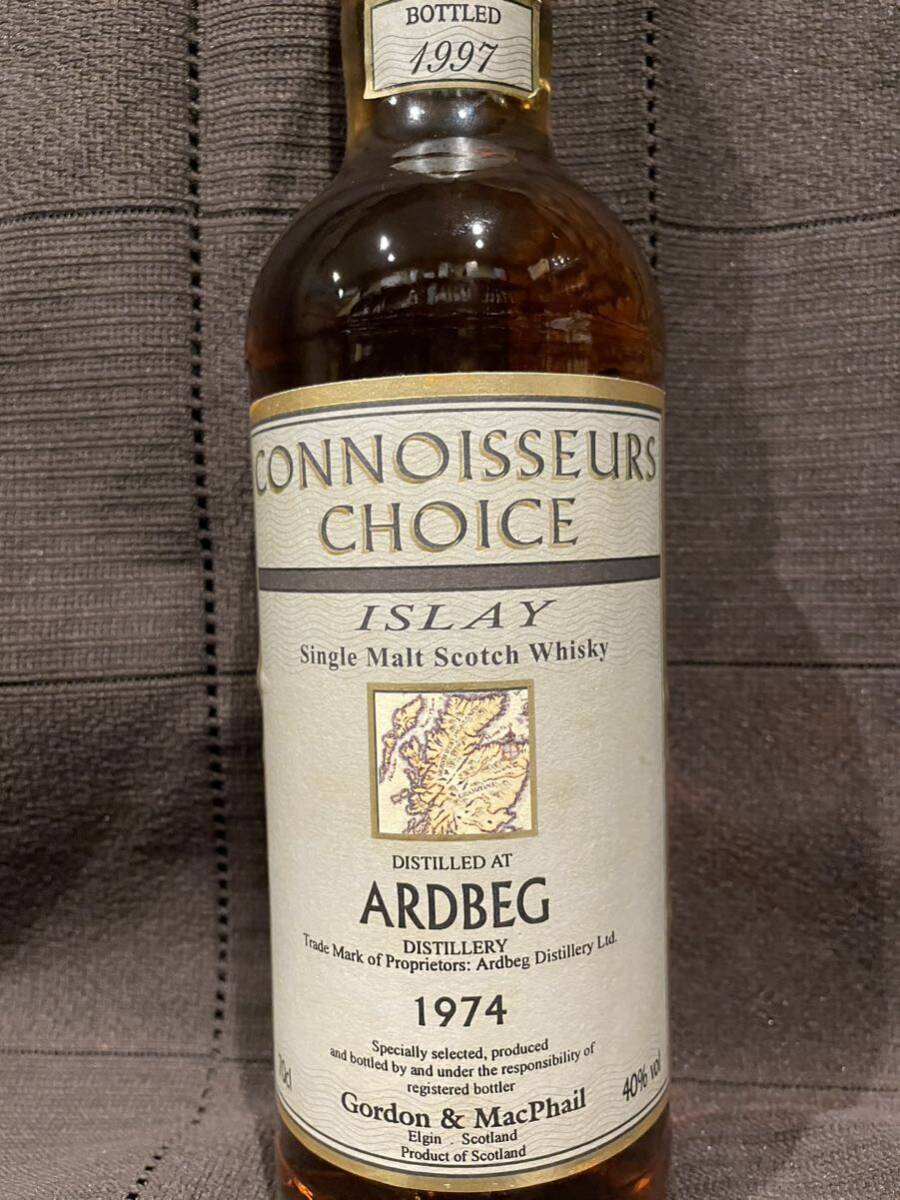 BOTTLED
1997
CONNOISSEURS
CHOICE
ISLAY
Single Malt Scotch Whisky
DISTILLED AT
ARDBEG
DISTILLERY
Trade Mark of Proprietors: Ardbeg Distillery Ltd.
1974
Specially selected, produced
and bottled by and under the responsibility of
registered bottler
70cl
40% vol
Gordon & MacPhail
Elgin . Scotland
Product of Scotland